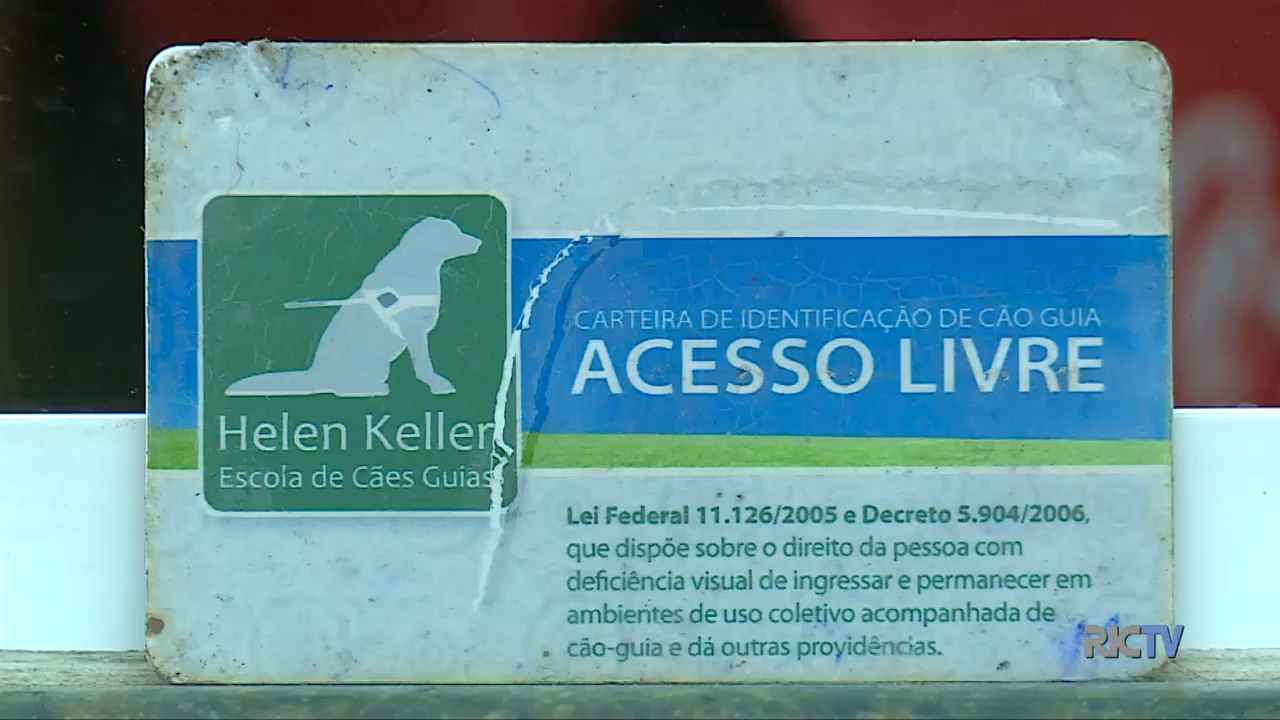 Helen Keller
Escola de Cães Guias
CARTEIRA DE IDENTIFICAÇÃO DE CÃO GUIA
ACESSO LIVRE
Lei Federal 11.126/2005 e Decreto 5.904/2006,
que dispõe sobre o direito da pessoa com
deficiência visual de ingressar e permanecer em
ambientes de uso coletivo acompanhada de
cão-guia e dá outras providências.
RICTV